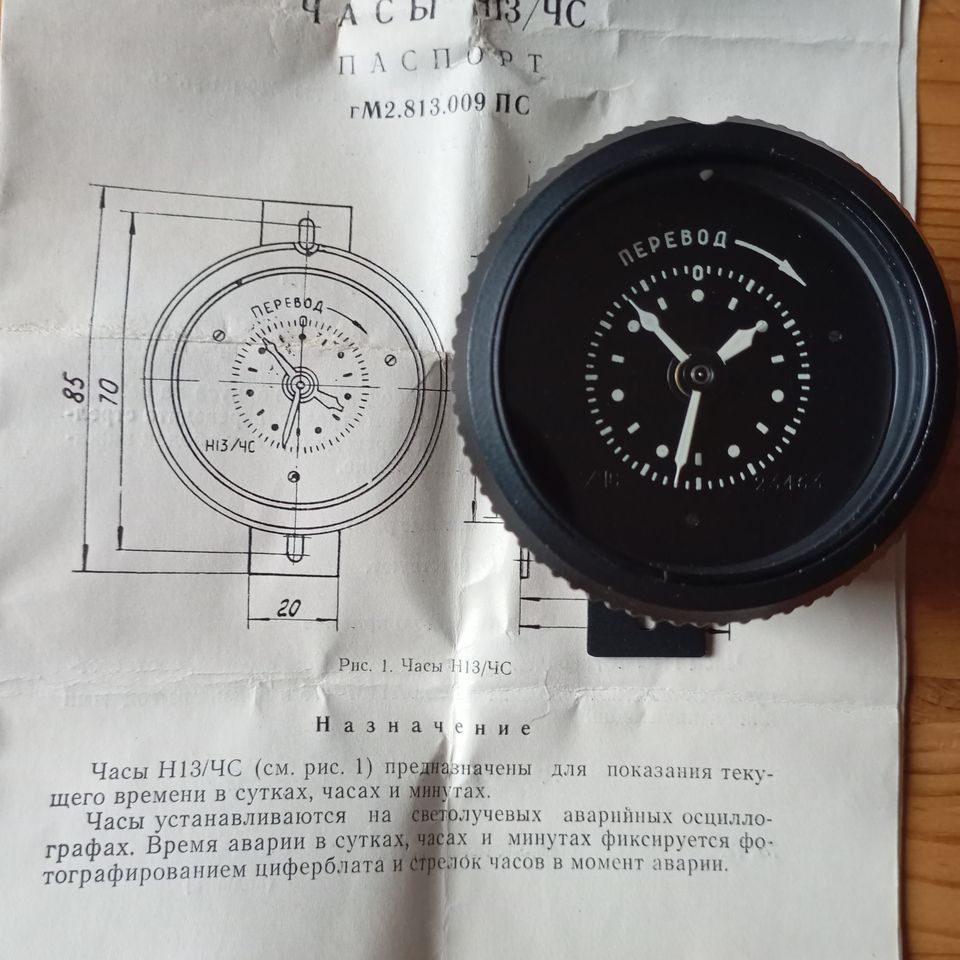 ЧАСЫ Н13/ЧС
ПАСПОРТ
гМ2.813.009 ПС
ПЕРЕВОД
0
Н13/ЧС
85
70
20
ПЕРЕВОД
0
/ЧС
23463
Рис. 1. Часы Н13/ЧС
Назначение
Часы Н13/ЧС (см. рис. 1) предназначены для показания теку-
щего времени в сутках, часах и минутах.
Часы устанавливаются на светолучевых аварийных осцилло-
графах. Время аварии в сутках, часах и минутах фиксируется фо-
тографированием циферблата и стрелок часов в момент аварии.